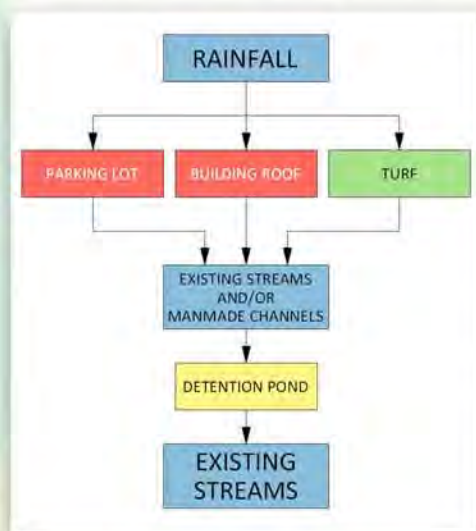 RAINFALL
PARKING LOT
BUILDING ROOF
TURF
EXISTING STREAMS
AND/OR
MANMADE CHANNELS
DETENTION POND
EXISTING
STREAMS